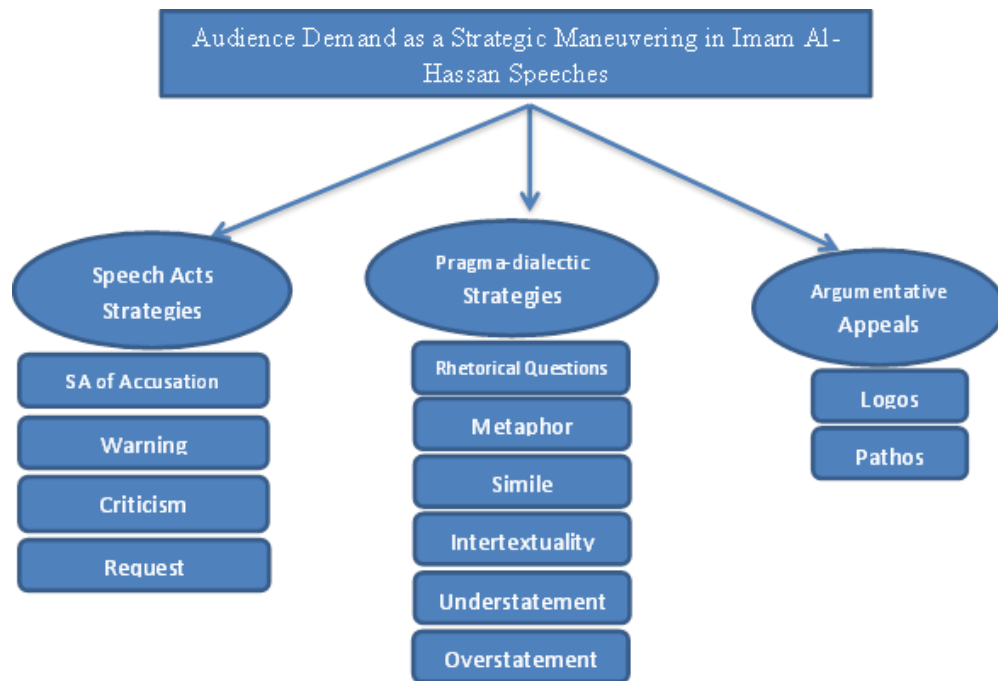 Audience Demand as a Strategic Maneuvering in Imam Al-
Hassan Speeches
Speech Acts
Strategies
SA of Accusation
Warning
Criticism
Request
Pragma-dialectic
Strategies
Rhetorical Questions
Metaphor
Simile
Intertextuality
Understatement
Overstatement
Argumentative
Appeals
Logos
Pathos